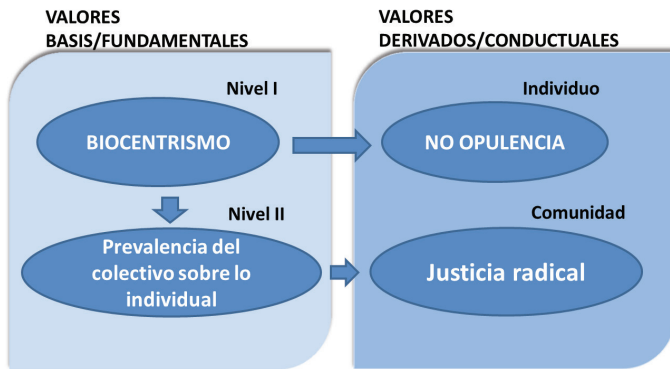 VALORES
BASIS/FUNDAMENTALES
VALORES
DERIVADOS/CONDUCTUALES
Nivel I
Individuo
BIOCENTRISMO
NO OPULENCIA
Nivel II
Comunidad
Prevalencia del
colectivo sobre lo
individual
Justicia radical